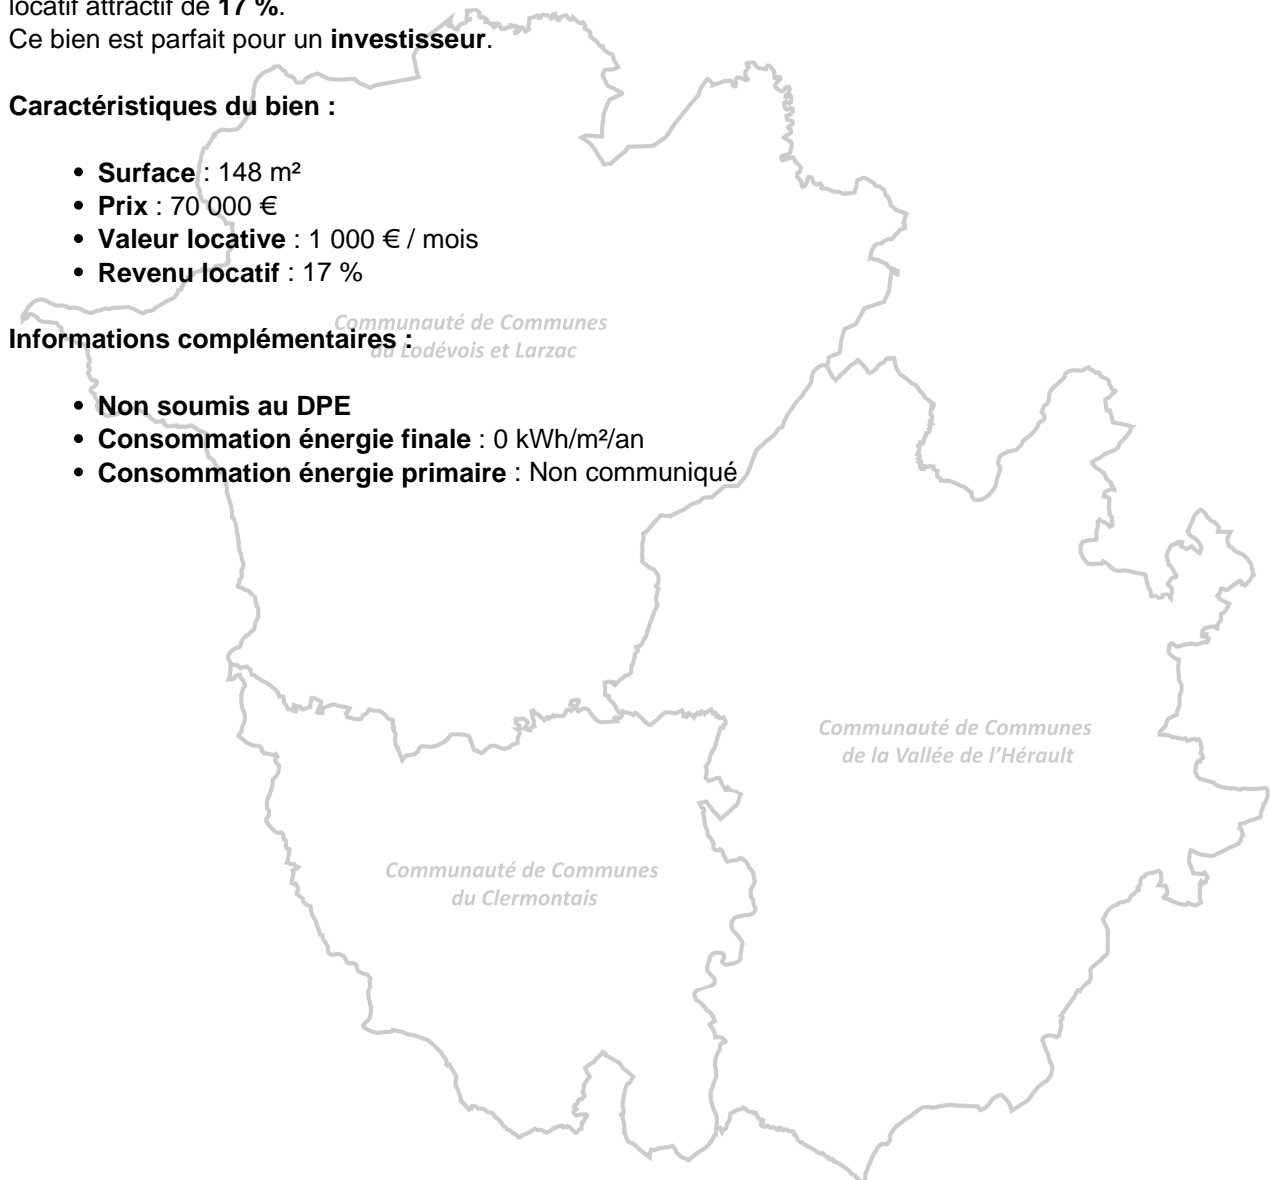 locatif attractif de 17 %.
Ce bien est parfait pour un investisseur.
Caractéristiques du bien :
• Surface : 148 m²
• Prix : 70 000 €
• Valeur locative : 1 000 € / mois
• Revenu locatif : 17 %
Communauté de Communes
du Lodévois et Larzac
Informations complémentaires :
• Non soumis au DPE
• Consommation énergie finale : 0 kWh/m²/an
• Consommation énergie primaire : Non communiqué
Communauté de Communes
de la Vallée de l'Hérault
Communauté de Communes
du Clermontais